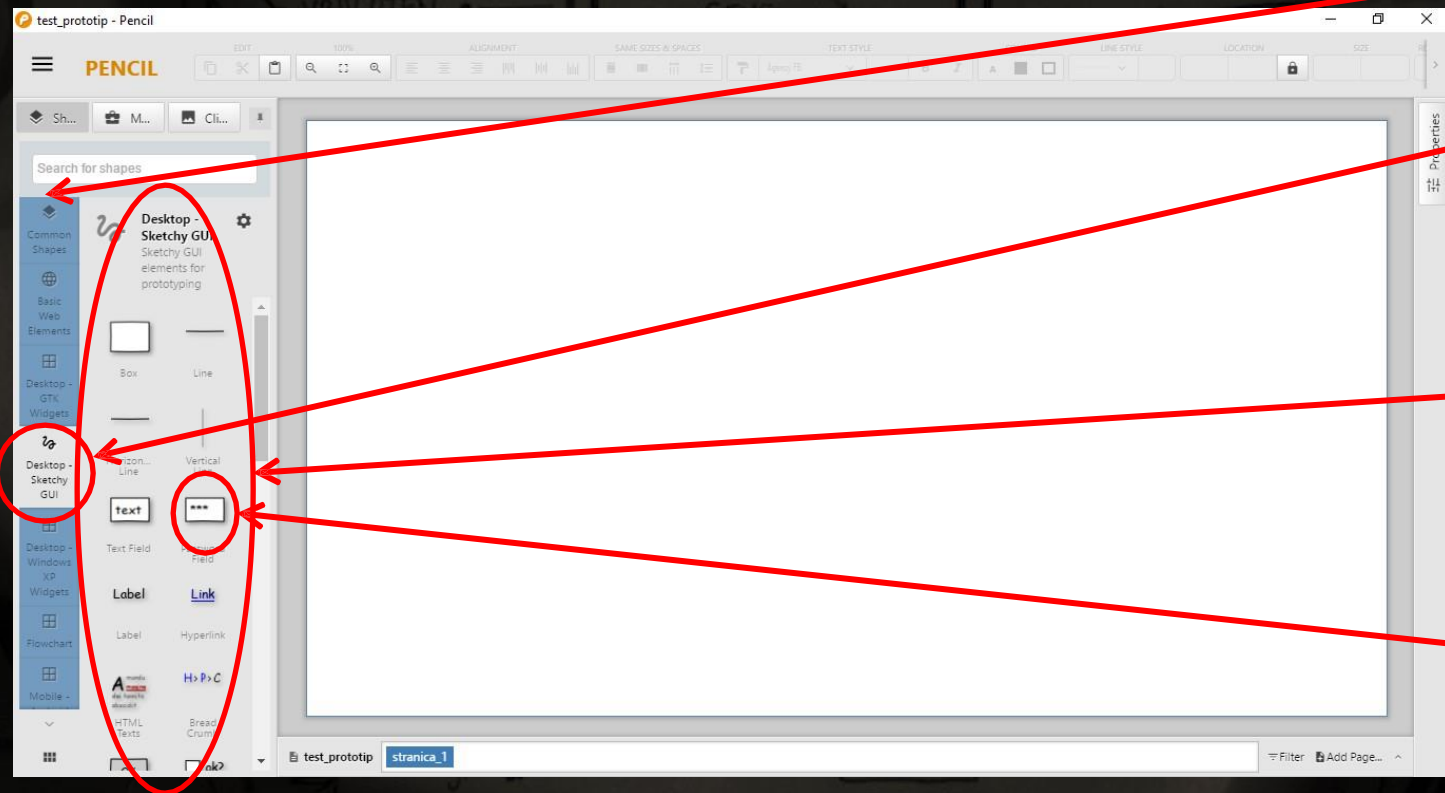 test_prototip - Pencil
PENCIL
EDIT
100%
ALIGNMENT
SAME SIZES & SPACES
TEXT STYLE
LINE STYLE
LOCATION
SIZE
Sh...
M...
Cli...
Search for shapes
Common
Shapes
Basic
Web
Elements
Desktop -
GTK
Widgets
Desktop -
Sketchy
GUI
Desktop -
Windows
XP
Widgets
Flowchart
Mobile -
Desktop -
Sketchy GUI
Sketchy GUI
elements for
prototyping
Box
Line
Line
Vertical
Line
text
***
Text Field
Field
Label
Link
Label
Hyperlink
H>P>C
HTML
Texts
Bread
ok?
Properties
test_prototip
stranica_1
Filter
Add Page...